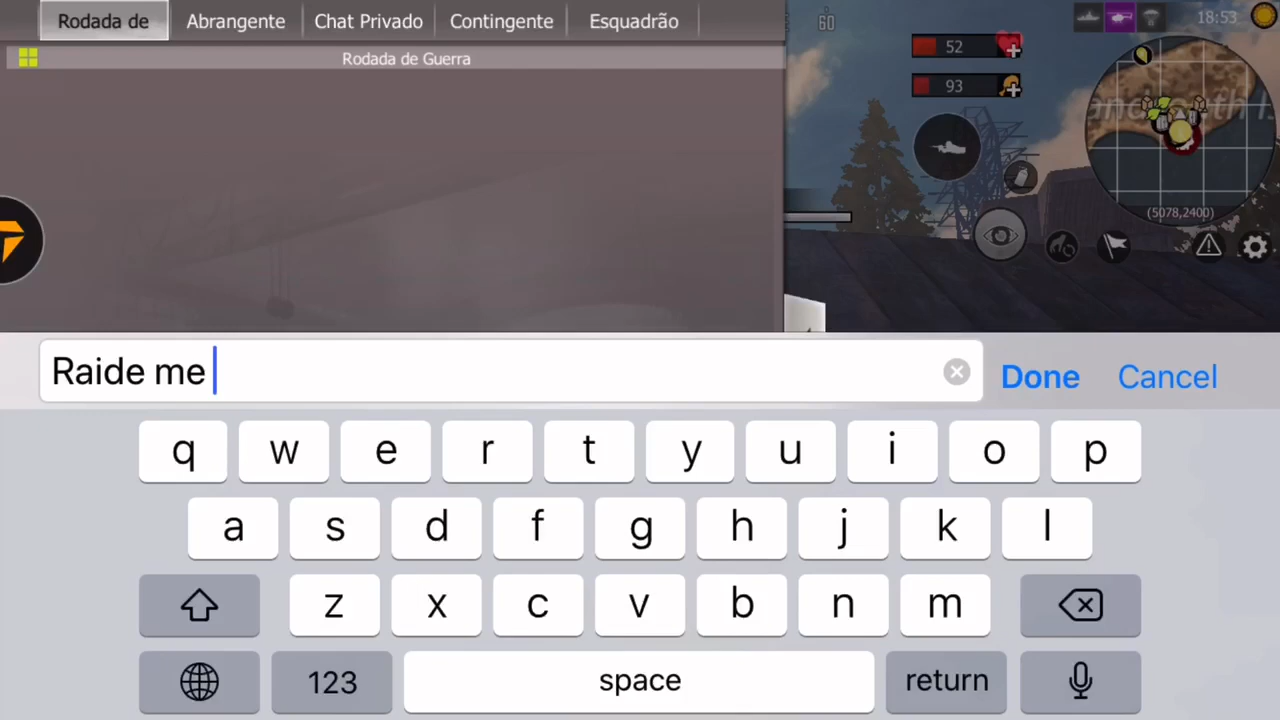 Rodada de Abrangente Chat Privado Contingente Esquadrão
60 18:53
Rodada de Guerra
52
93
(5078,2400)
Raide me
Done Cancel
q w e r t y u i o p
a s d f g h j k l
z x c v b n m
123 space return